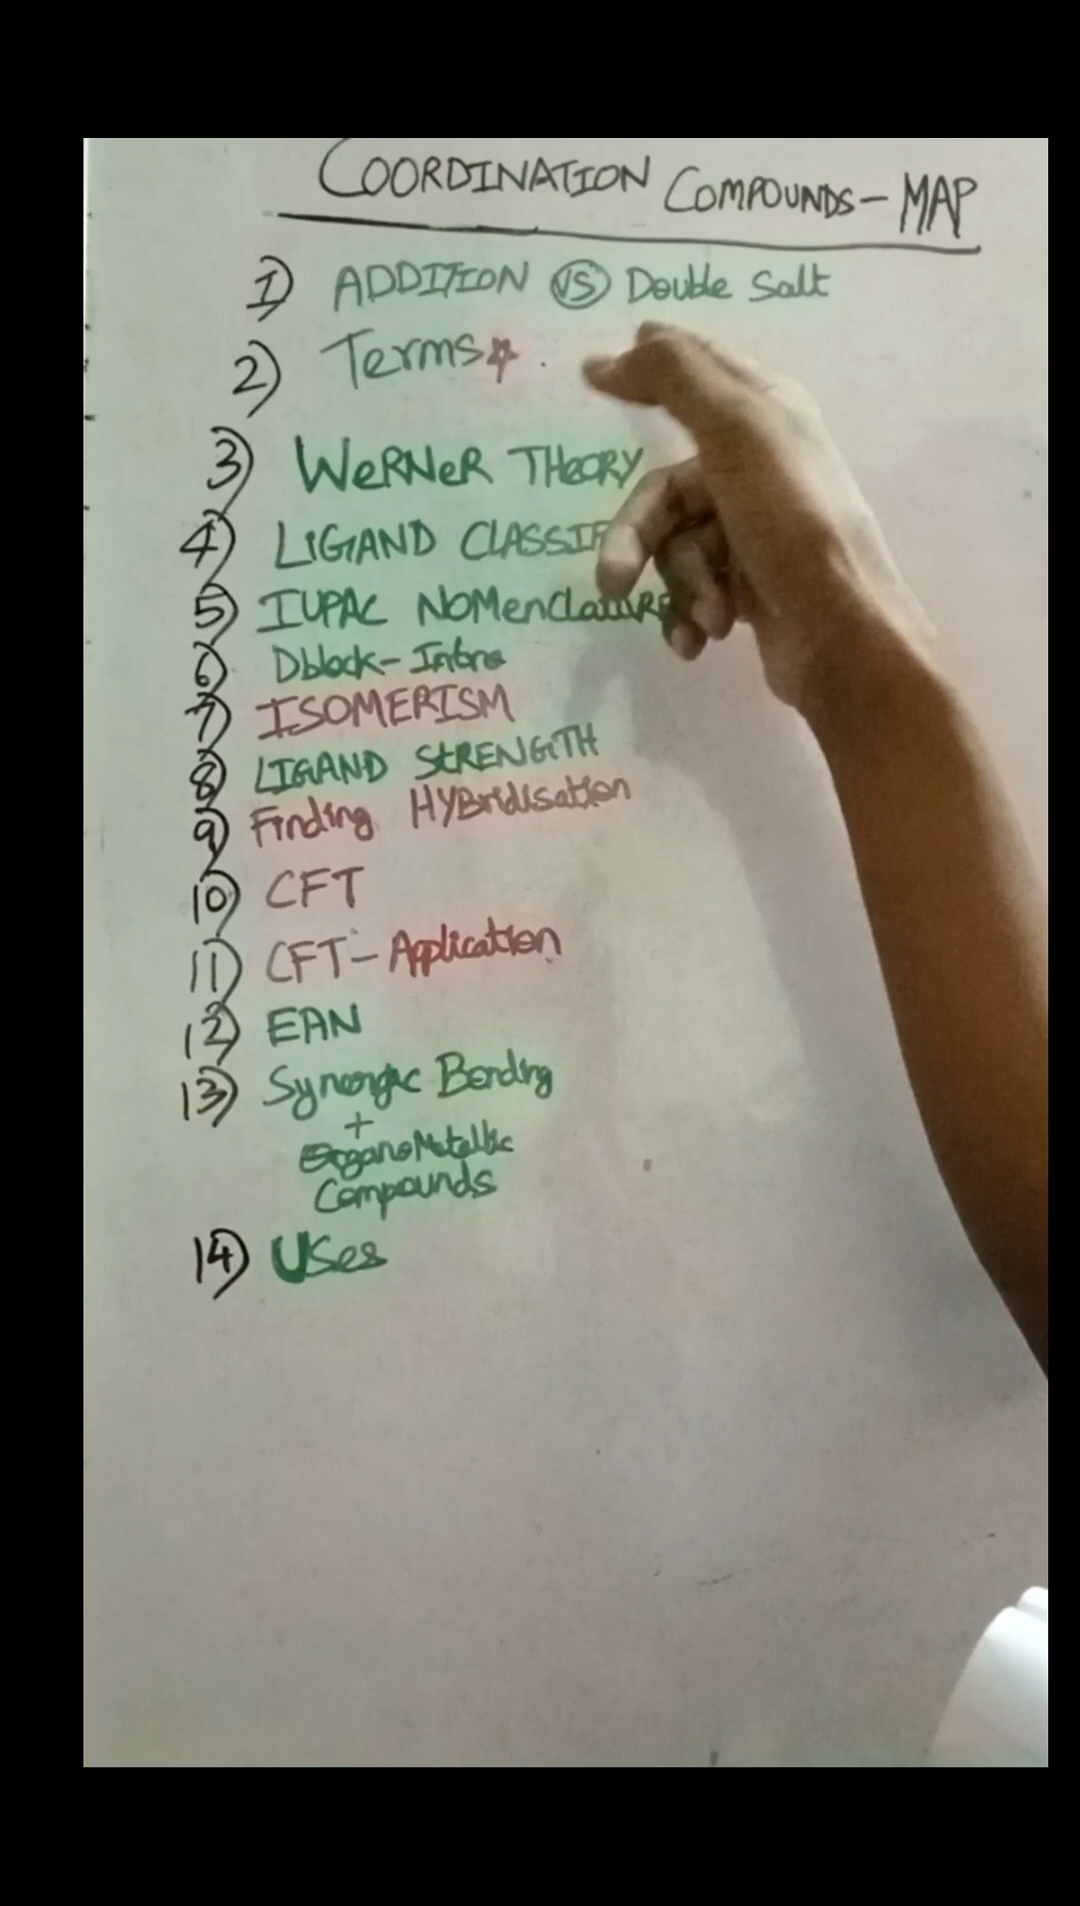 COORDINATION COMPOUNDS - MAP
1) ADDITION VS Double Salt
2) Terms
3) WERNER THEORY
4) LIGAND CLASSIF
5) IUPAC NOMenClature
6) Dblock - Intro
7) ISOMERISM
8) LIGAND StRENGTH
9) Finding HYBridisation
10) CFT
11) CFT - Application
12) EAN
13) Synergic Bonding
+
OrganoMetallic
Compounds
14) Uses